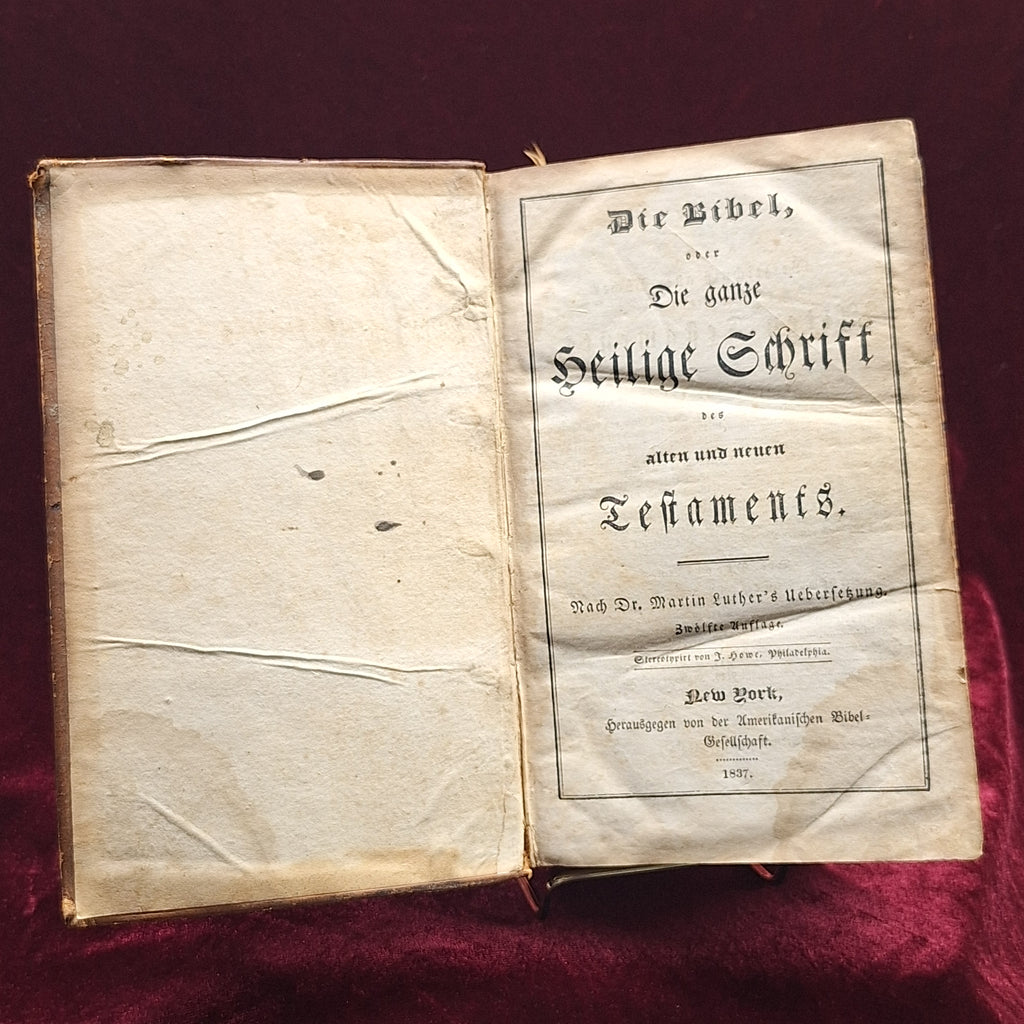 Die Bibel,
oder
Die ganze
Heilige Schrift
des
alten und neuen
Testaments.
Nach Dr. Martin Luther's Uebersetzung.
Zwölfte Auflage.
Stereotypirt von J. Howe, Philadelphia.
New York,
Herausgegen von der Amerikanischen Bibel=
Gesellschaft.
1837.